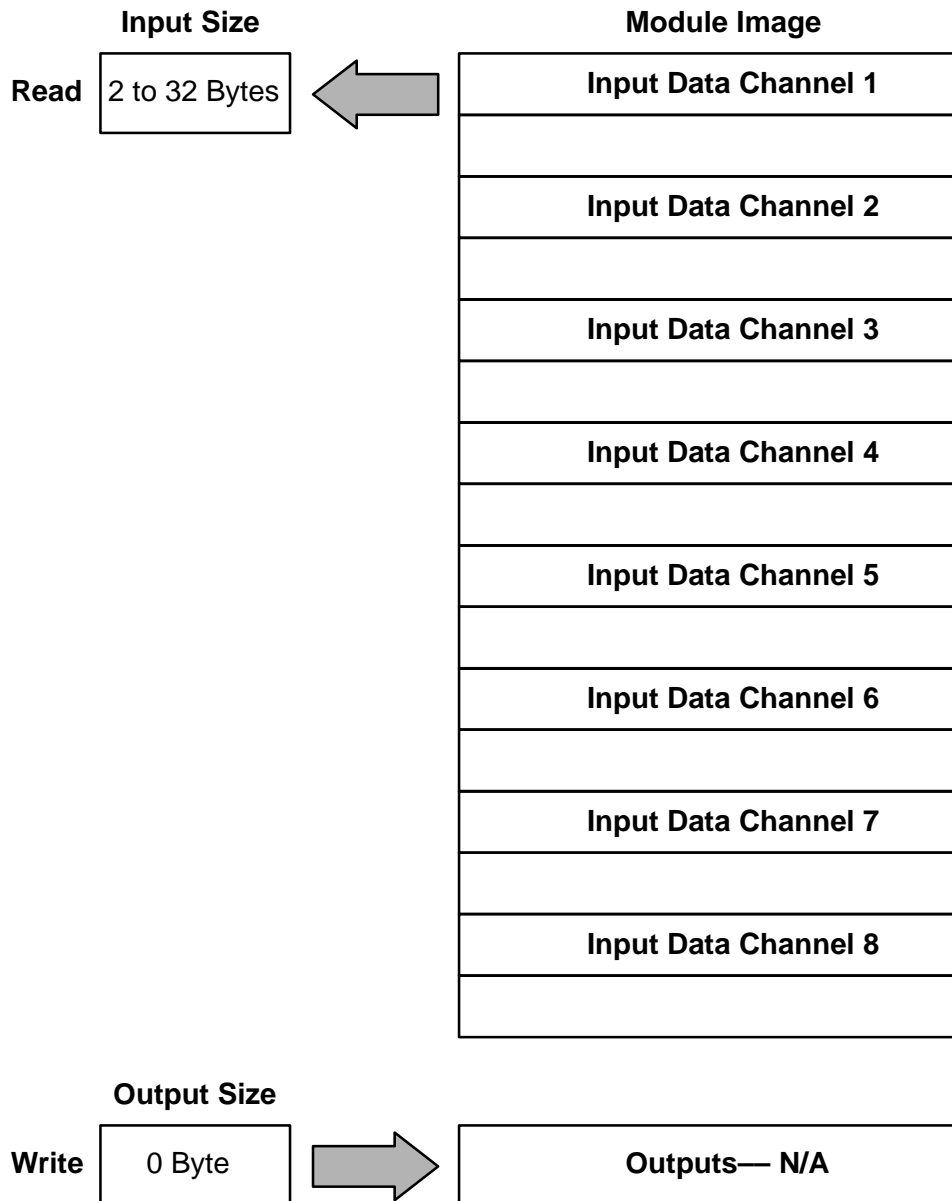 Input Size
Module Image
Read
2 to 32 Bytes
Input Data Channel 1
Input Data Channel 2
Input Data Channel 3
Input Data Channel 4
Input Data Channel 5
Input Data Channel 6
Input Data Channel 7
Input Data Channel 8
Output Size
Write
0 Byte
Outputs— N/A